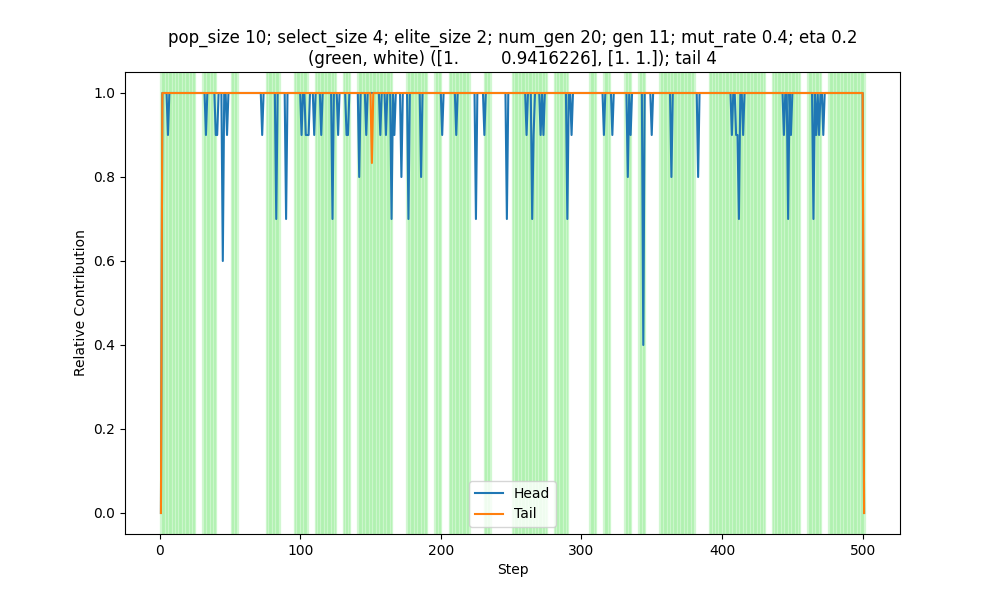 pop_size 10; select_size 4; elite_size 2; num_gen 20; gen 11; mut_rate 0.4; eta 0.2
(green, white) ([1. 0.9416226], [1. 1.]); tail 4
1.0
0.8
0.6
0.4
0.2
0.0
Relative Contribution
Head
Tail
0 100 200 300 400 500
Step